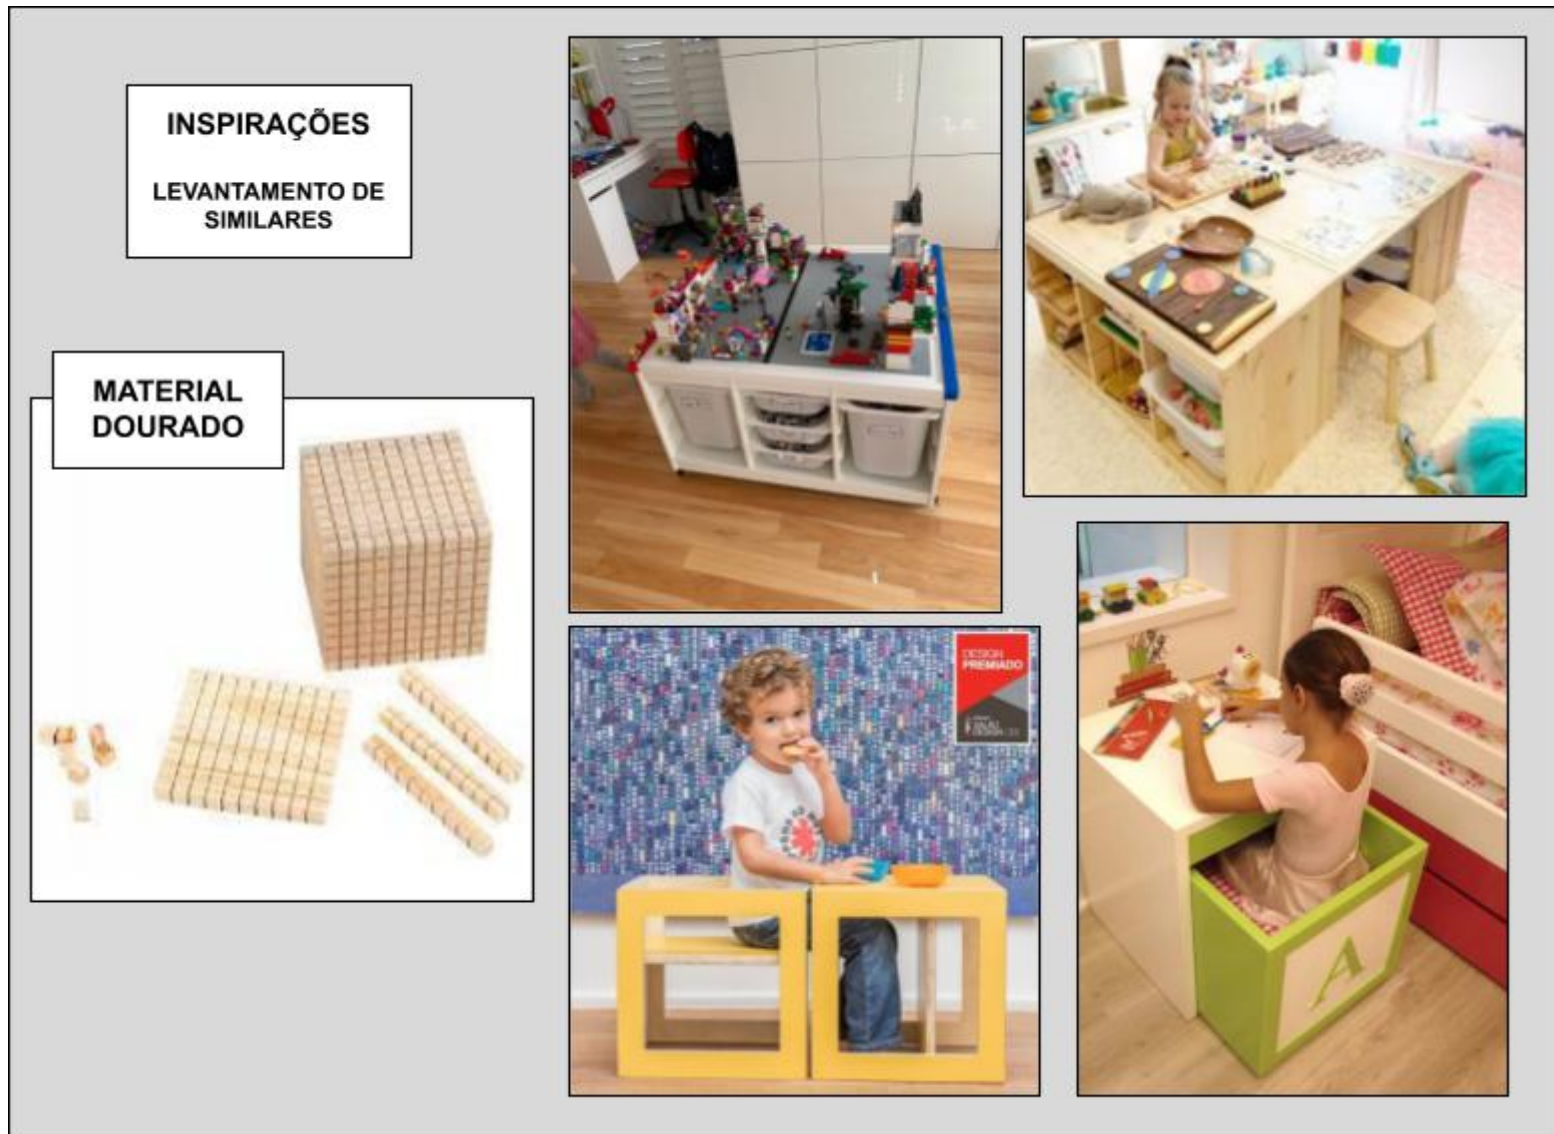 INSPIRAÇÕES
LEVANTAMENTO DE
SIMILARES
MATERIAL
DOURADO
DESIGN
PREMIADO
A